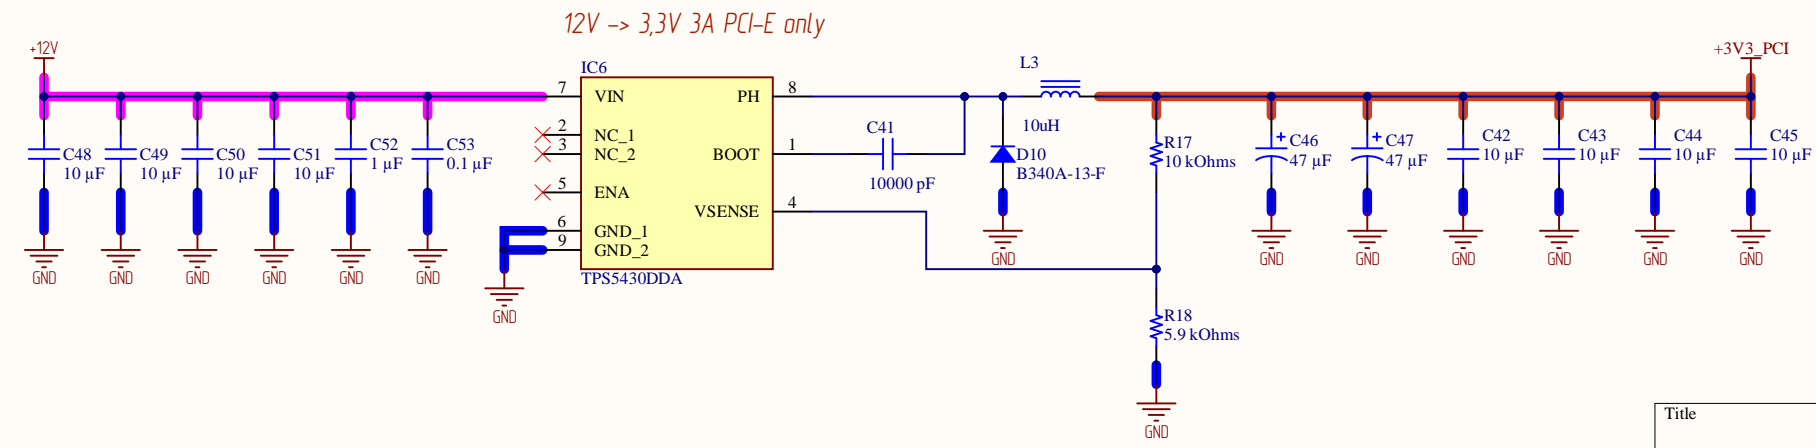 12V -> 3,3V 3A PCI-E only
+12V
+3V3_PCI
IC6
L3
7
VIN
PH
8
2
NC_1
3
NC_2
BOOT
1
5
ENA
VSENSE
4
6
GND_1
9
GND_2
TPS5430DDA
C48
10 µF
C49
10 µF
C50
10 µF
C51
10 µF
C52
1 µF
C53
0.1 µF
C41
10000 pF
10uH
D10
B340A-13-F
R17
10 kOhms
C46
47 µF
C47
47 µF
C42
10 µF
C43
10 µF
C44
10 µF
C45
10 µF
GND
GND
GND
GND
GND
GND
GND
GND
GND
GND
GND
GND
GND
GND
R18
5.9 kOhms
GND
Title